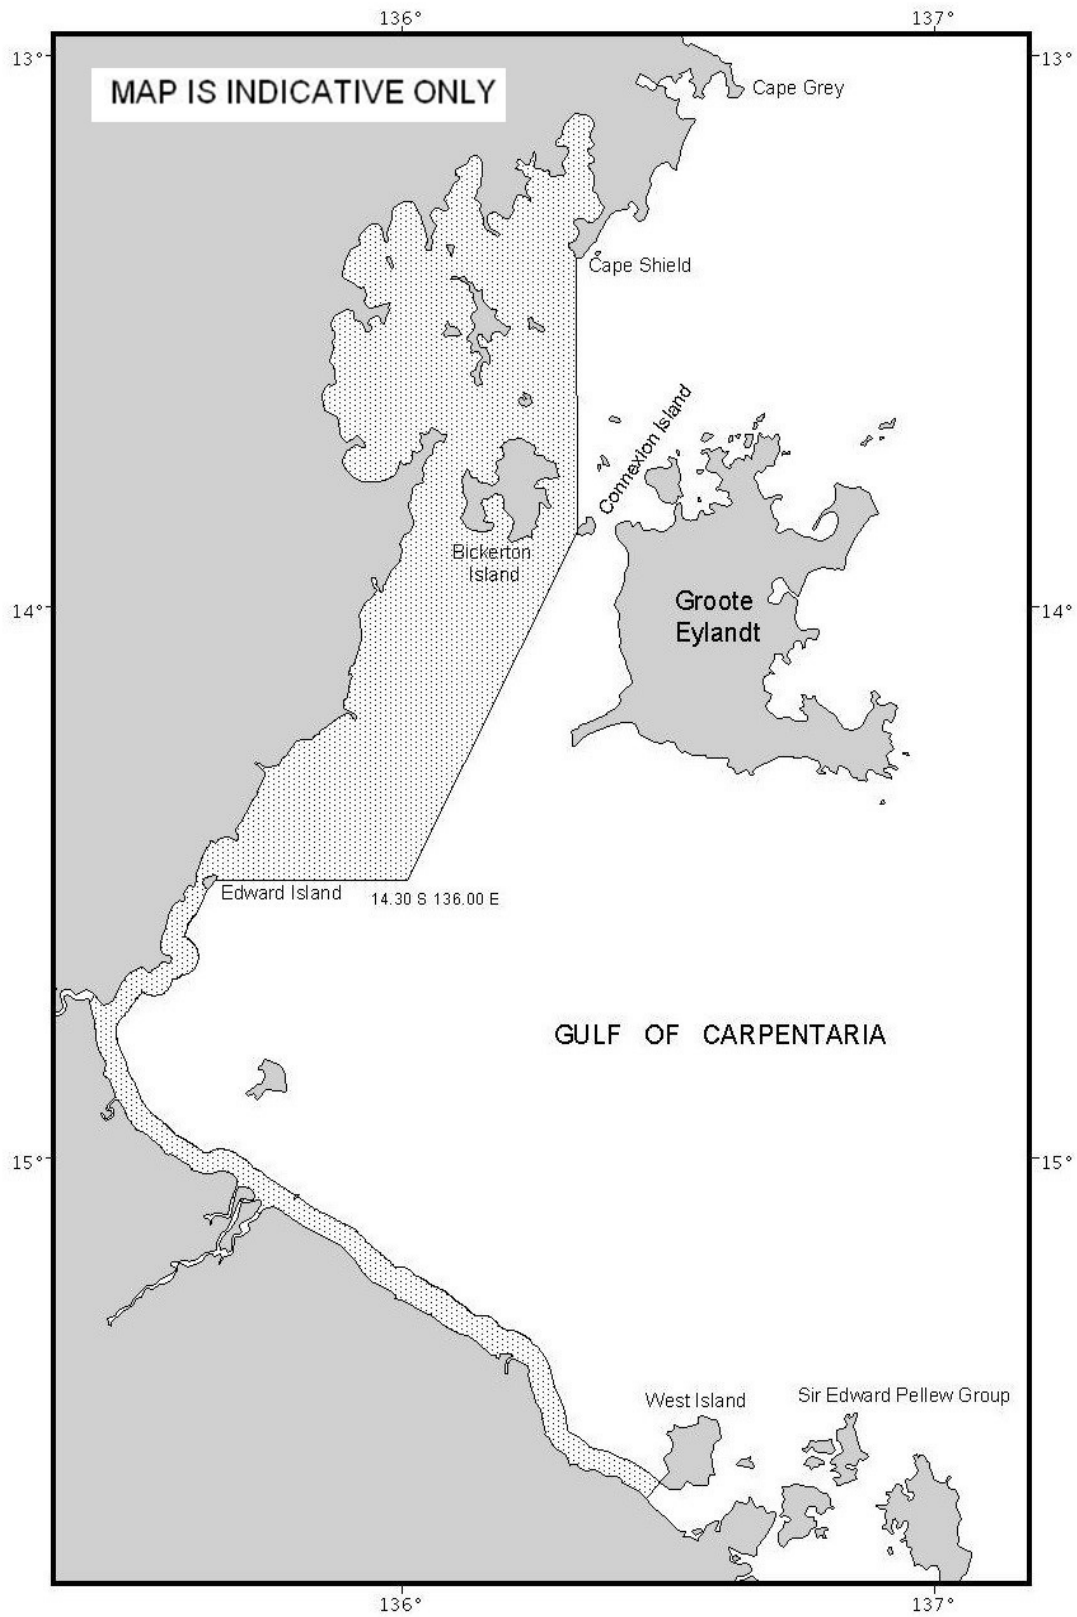 136° 137°
13° 13°
MAP IS INDICATIVE ONLY
Cape Grey
Cape Shield
Connexion Island
Bickerton
Island
14° 14°
Groote
Eylandt
Edward Island
14.30 S 136.00 E
GULF OF CARPENTARIA
15° 15°
West Island
Sir Edward Pellew Group
136° 137°